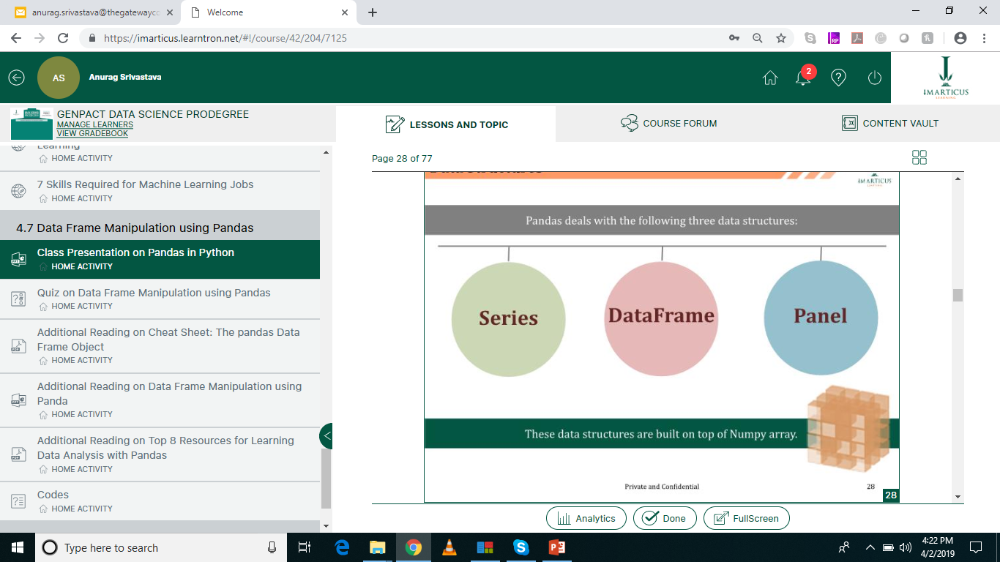 anurag.srivastava@thegatewayco
Welcome
https://imarticus.learntron.net/#!/course/42/204/7125
RP
AS
Anurag Srivastava
2
IMARTICUS
LEARNING
GENPACT DATA SCIENCE PRODEGREE
MANAGE LEARNERS
VIEW GRADEBOOK
LESSONS AND TOPIC
COURSE FORUM
CONTENT VAULT
Learning
HOME ACTIVITY
7 Skills Required for Machine Learning Jobs
HOME ACTIVITY
4.7 Data Frame Manipulation using Pandas
Class Presentation on Pandas in Python
HOME ACTIVITY
Quiz on Data Frame Manipulation using Pandas
HOME ACTIVITY
Additional Reading on Cheat Sheet: The pandas Data
Frame Object
HOME ACTIVITY
Additional Reading on Data Frame Manipulation using
Panda
HOME ACTIVITY
Additional Reading on Top 8 Resources for Learning
Data Analysis with Pandas
HOME ACTIVITY
Codes
HOME ACTIVITY
Page 28 of 77
IMARTICUS
Pandas deals with the following three data structures:
Series
DataFrame
Panel
These data structures are built on top of Numpy array.
Private and Confidential
28
28
Analytics
Done
FullScreen
Type here to search
4:22 PM
4/2/2019